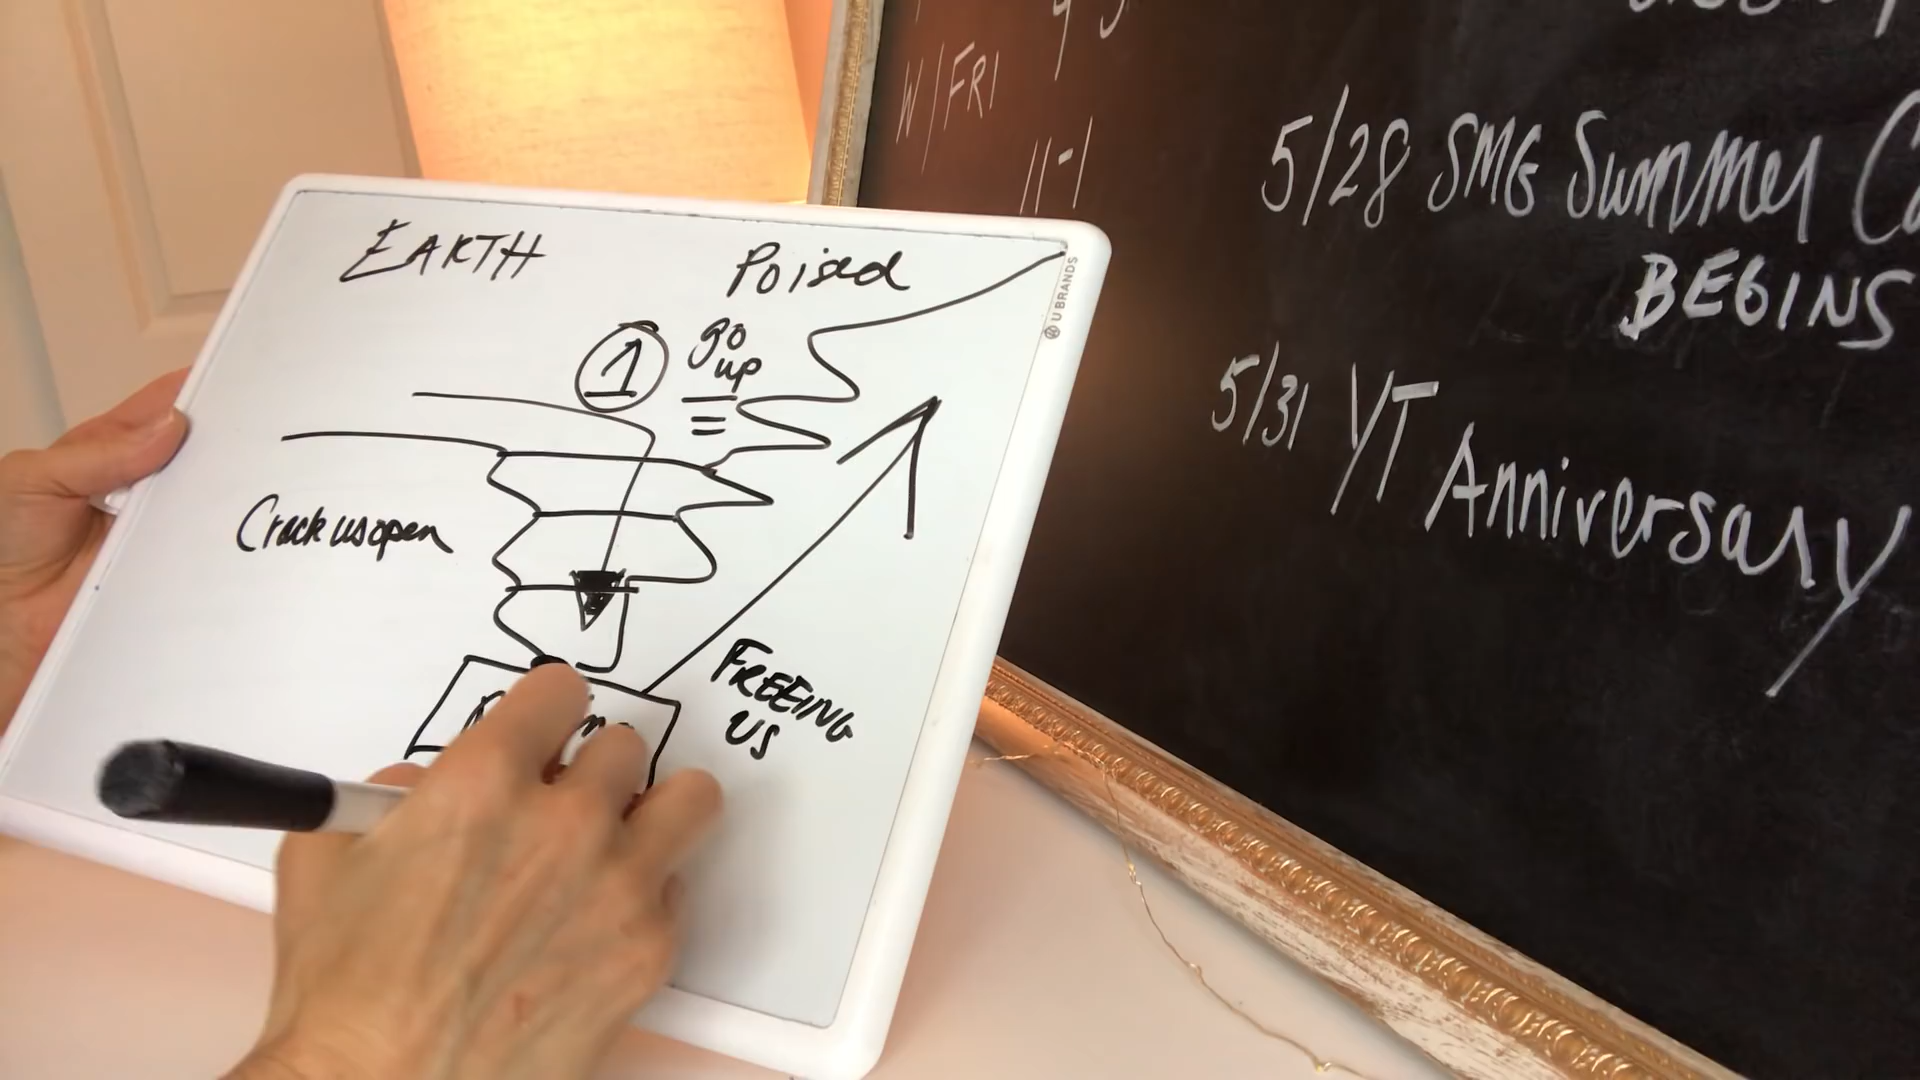 EARTH
Poised
1
go
up
Crack us open
FREEING
US
U BRANDS
W/FRI
11-1
5/28 SMG Summer
BEGINS
5/31 YT Anniversary